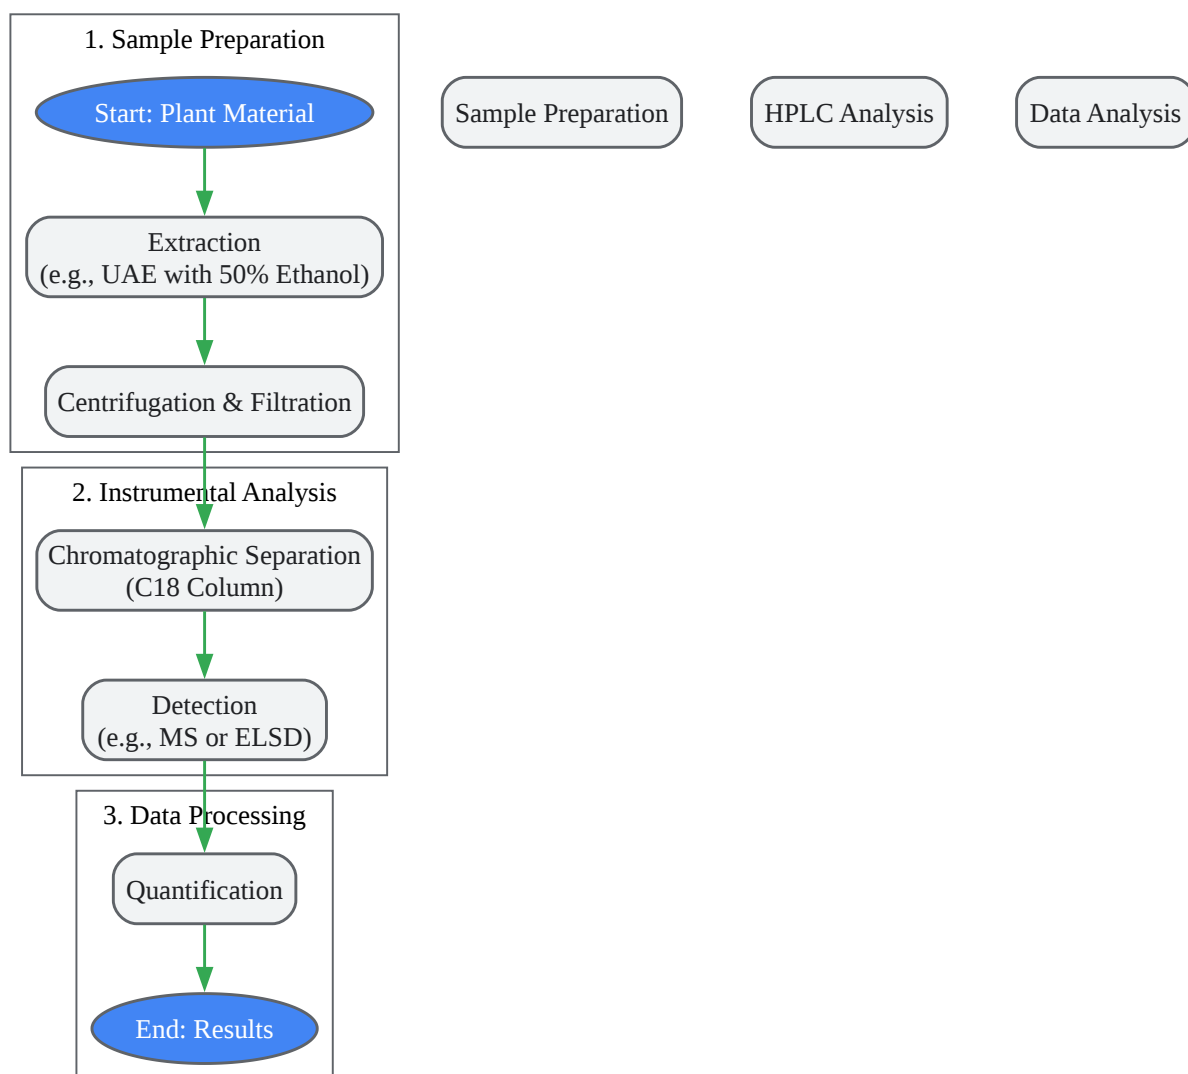 1. Sample Preparation
Start: Plant Material
Sample Preparation
HPLC Analysis
Data Analysis
Extraction
(e.g., UAE with 50% Ethanol)
Centrifugation & Filtration
2. Instrumental Analysis
Chromatographic Separation
(C18 Column)
Detection
(e.g., MS or ELSD)
3. Data Processing
Quantification
End: Results